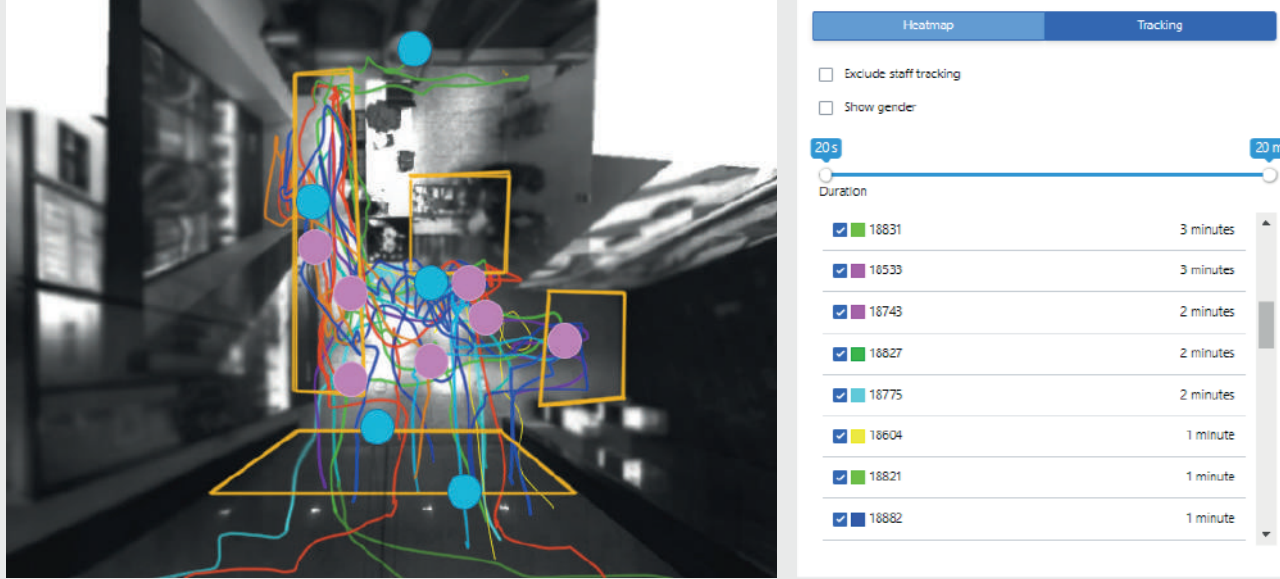 Heatmap Tracking
Exclude staff tracking
Show gender
20 s 20 m
Duration
18831 3 minutes
18533 3 minutes
18743 2 minutes
18827 2 minutes
18775 2 minutes
18604 1 minute
18821 1 minute
18882 1 minute